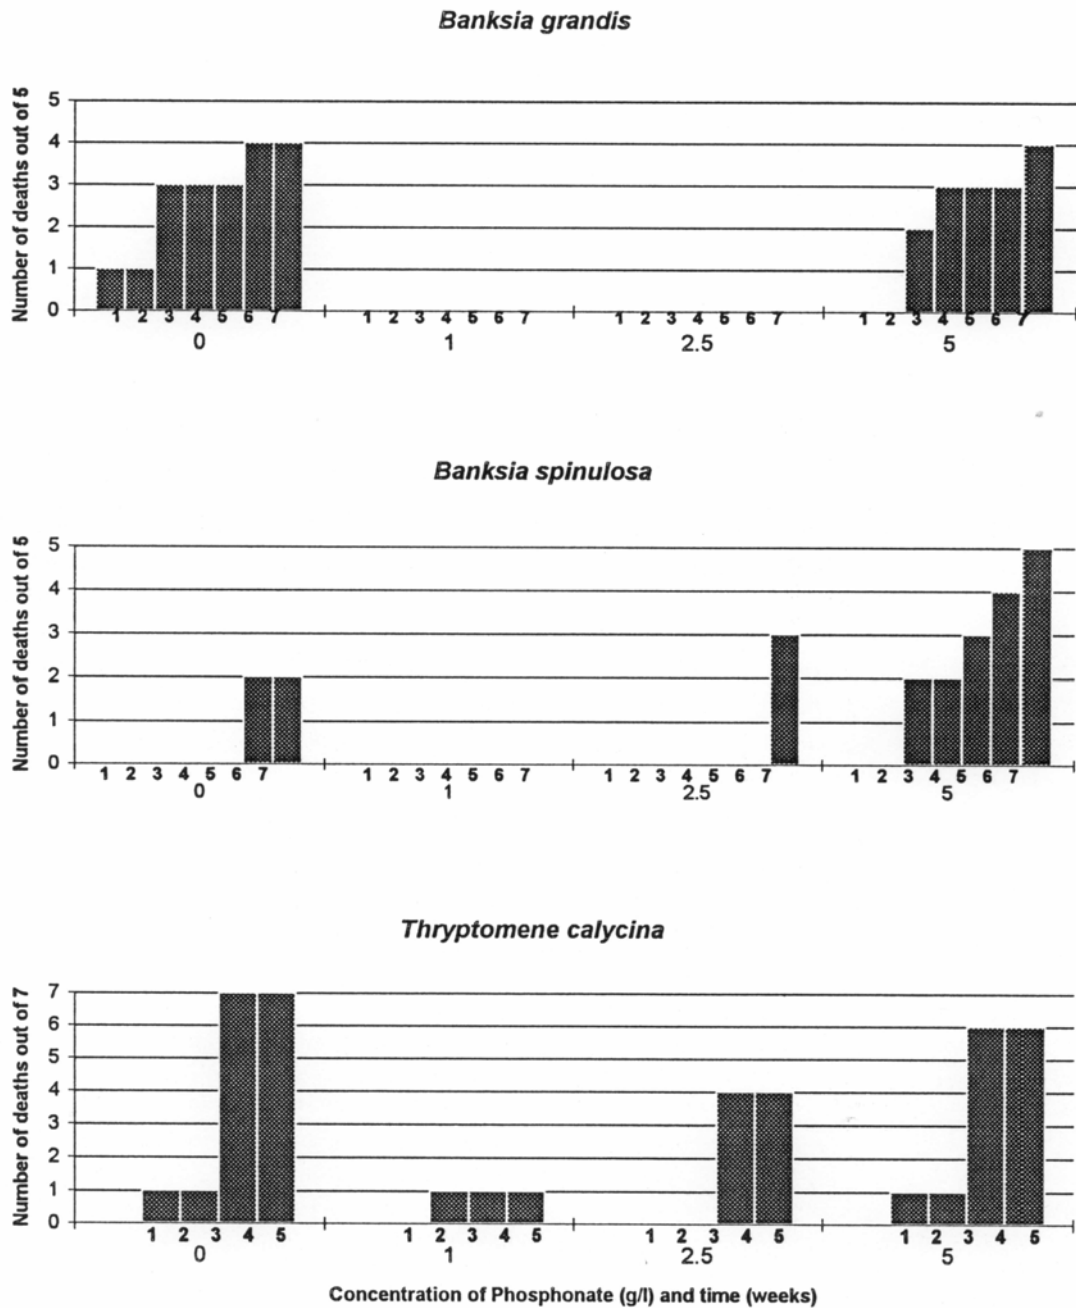 Banksia grandis
Number of deaths out of 5
5
4
3
2
1
0
1 2 3 4 5 6 7 1 2 3 4 5 6 7 1 2 3 4 5 6 7 1 2 3 4 5 6 7
0 1 2.5 5
Banksia spinulosa
Number of deaths out of 5
5
4
3
2
1
0
1 2 3 4 5 6 7 1 2 3 4 5 6 7 1 2 3 4 5 6 7 1 2 3 4 5 6 7
0 1 2.5 5
Thryptomene calycina
Number of deaths out of 7
7
6
5
4
3
2
1
0
1 2 3 4 5 1 2 3 4 5 1 2 3 4 5 1 2 3 4 5
0 1 2.5 5
Concentration of Phosphonate (g/l) and time (weeks)